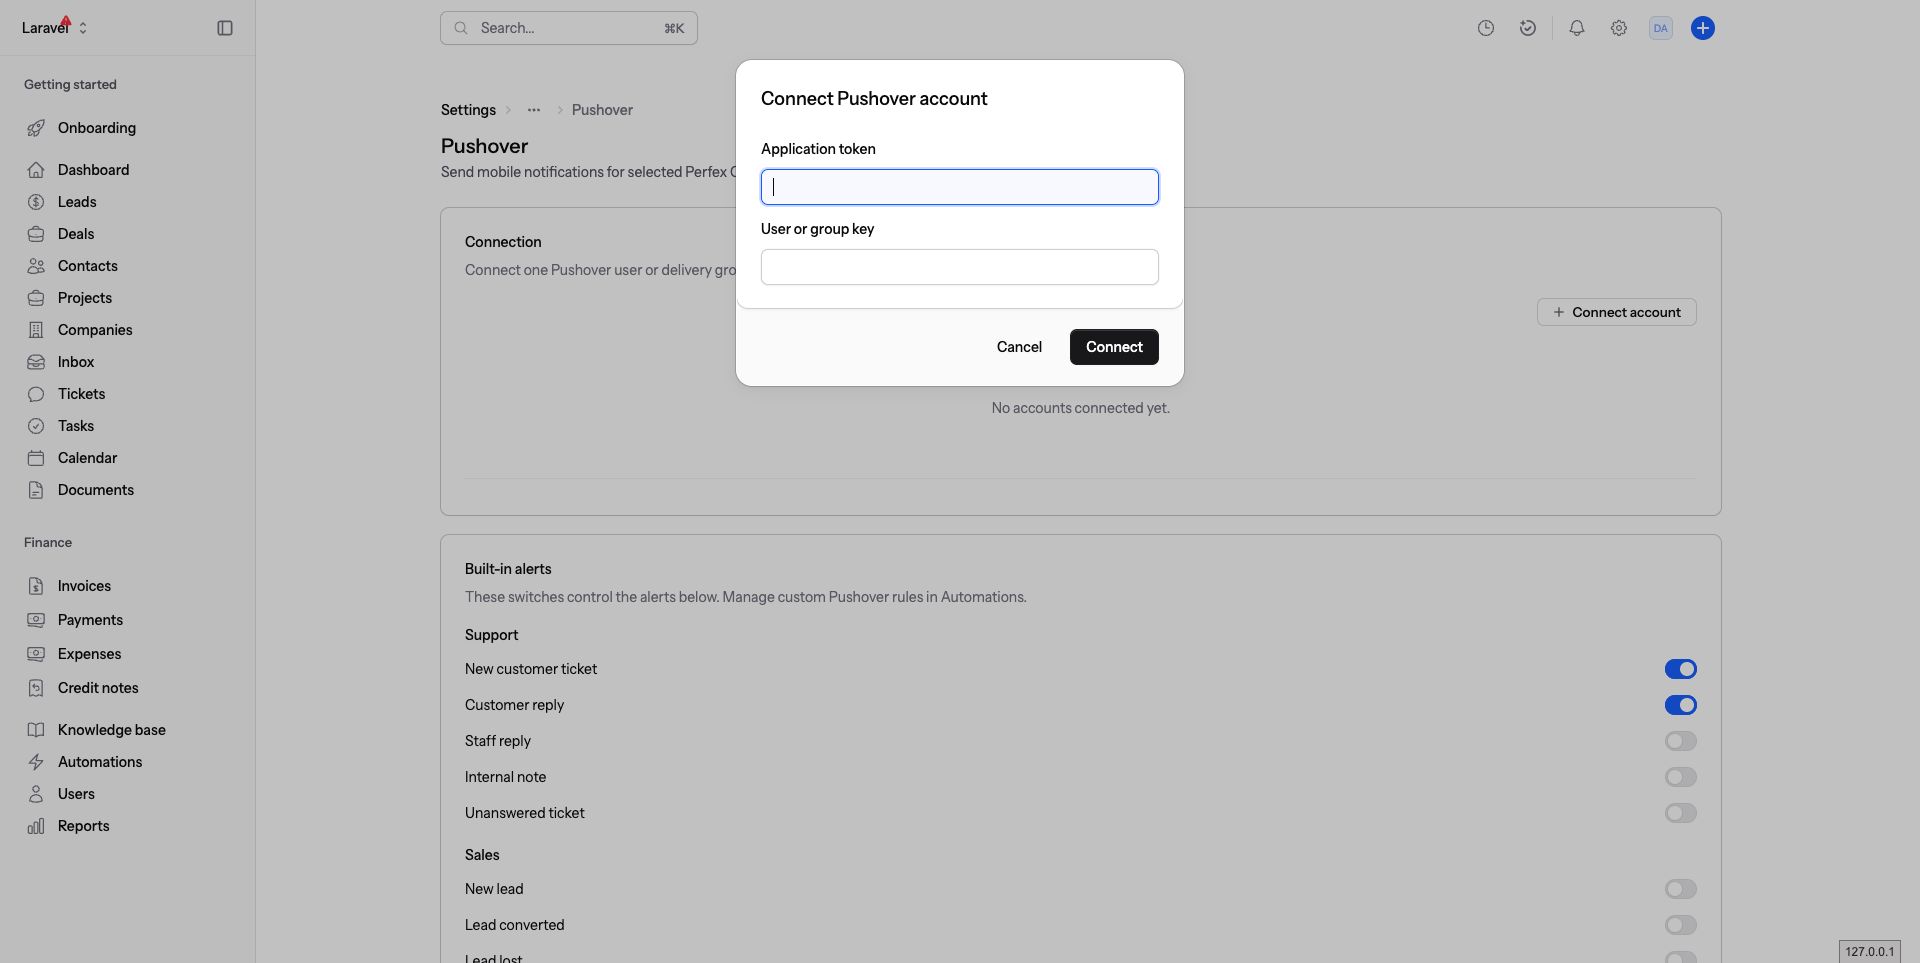 Laravel
Search...
⌘K
DA
Getting started
Onboarding
Dashboard
Leads
Deals
Contacts
Projects
Companies
Inbox
Tickets
Tasks
Calendar
Documents
Finance
Invoices
Payments
Expenses
Credit notes
Knowledge base
Automations
Users
Reports
Settings > ··· > Pushover
Pushover
Send mobile notifications for selected Perfex
Connection
Connect one Pushover user or delivery
Connect account
No accounts connected yet.
Connect Pushover account
Application token
User or group key
Cancel
Connect
Built-in alerts
These switches control the alerts below. Manage custom Pushover rules in Automations.
Support
New customer ticket
Customer reply
Staff reply
Internal note
Unanswered ticket
Sales
New lead
Lead converted
Lead lost
127.0.0.1